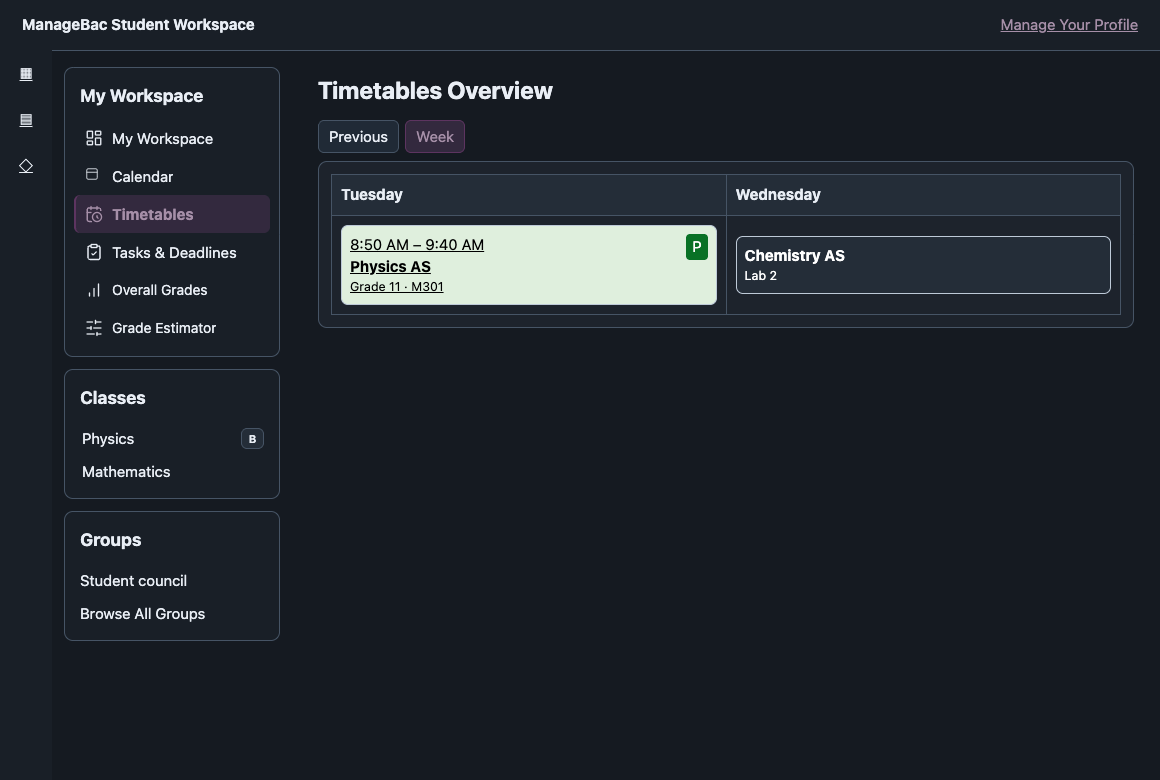 ManageBac Student Workspace
Manage Your Profile
My Workspace
My Workspace
Calendar
Timetables
Tasks & Deadlines
Overall Grades
Grade Estimator
Classes
Physics
B
Mathematics
Groups
Student council
Browse All Groups
Timetables Overview
Previous
Week
Tuesday
Wednesday
8:50 AM – 9:40 AM
P
Physics AS
Grade 11 · M301
Chemistry AS
Lab 2